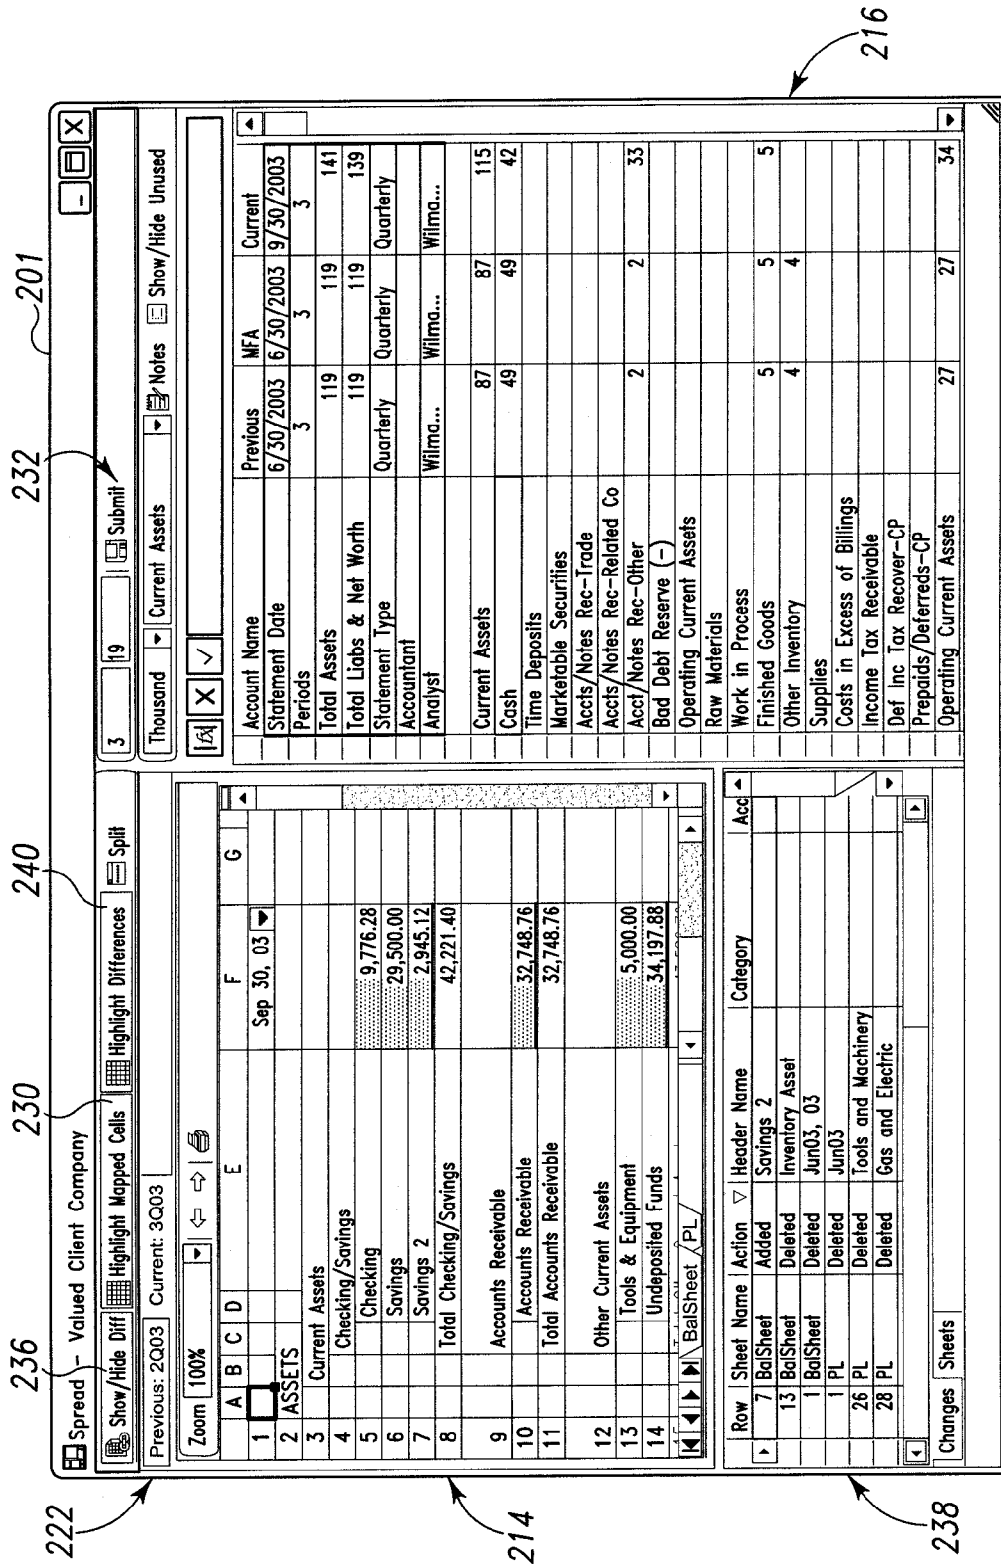 201
Spread – Valued Client Company
236
230
240
232
Show/Hide Diff Highlight Mapped Cells Highlight Differences Split
3 19 Submit
222
Previous: 2Q03 Current: 3Q03
Thousand Current Assets Notes Show/Hide Unused
Zoom 100%
fx X ✓
A B C D E F G
1 Sep 30, 03
2 ASSETS
3 Current Assets
4 Checking/Savings
5 Checking 9,776.28
6 Savings 29,500.00
7 Savings 2 2,945.12
8 Total Checking/Savings 42,221.40
9 Accounts Receivable
10 Accounts Receivable 32,748.76
11 Total Accounts Receivable 32,748.76
12 Other Current Assets
13 Tools & Equipment 5,000.00
14 Undeposited Funds 34,197.88
BalSheet PL
214
Row Sheet Name Action Header Name Category Acc
7 BalSheet Added Savings 2
13 BalSheet Deleted Inventory Asset
1 BalSheet Deleted Jun03, 03
1 PL Deleted Jun03
26 PL Deleted Tools and Machinery
28 PL Deleted Gas and Electric
Changes Sheets
238
Account Name Previous MFA Current
Statement Date 6/30/2003 6/30/2003 9/30/2003
Periods 3 3 3
Total Assets 119 119 141
Total Liabs & Net Worth 119 119 139
Statement Type Quarterly Quarterly Quarterly
Accountant
Analyst Wilma... Wilma... Wilma...
Current Assets 87 87 115
Cash 49 49 42
Time Deposits
Marketable Securities
Accts/Notes Rec-Trade
Accts/Notes Rec-Related Co
Acct/Notes Rec-Other 2 2 33
Bad Debt Reserve (-)
Operating Current Assets
Raw Materials
Work in Process
Finished Goods 5 5 5
Other Inventory 4 4
Supplies
Costs in Excess of Billings
Income Tax Receivable
Def Inc Tax Recover-CP
Prepaids/Deferreds-CP
Operating Current Assets 27 27 34
216